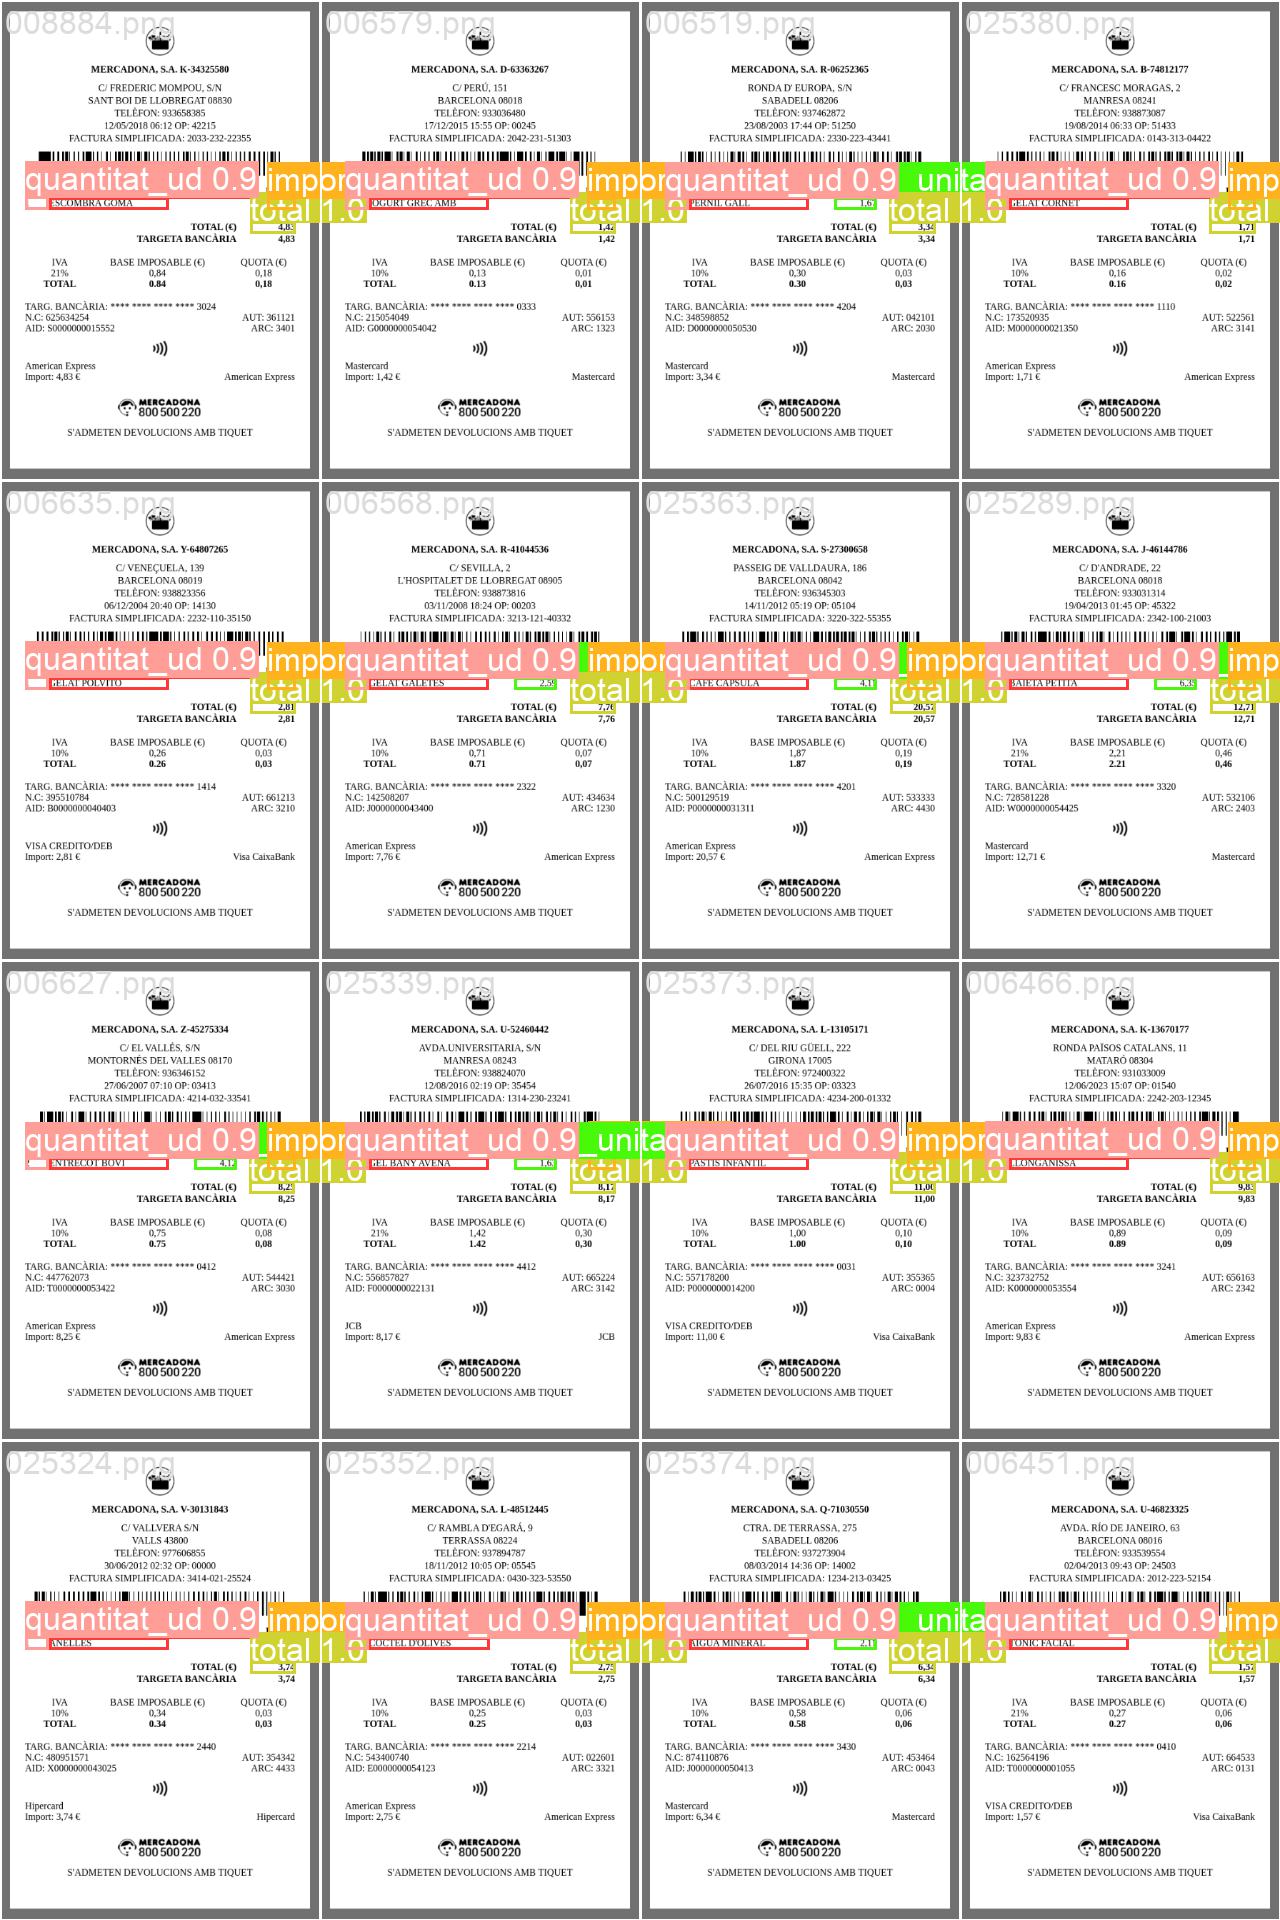 008884.png
MERCADONA, S.A. K-34325580
C/ FREDERIC MOMPOU, S/N
SANT BOI DE LLOBREGAT 08830
TELÈFON: 933658385
12/05/2018 06:12 OP: 42215
FACTURA SIMPLIFICADA: 2033-232-22355
quantitat_ud 0.9
impor
ESCOMBRA GOMA
total 1.0
TOTAL (€) 4,83
TARGETA BANCÀRIA 4,83
IVA BASE IMPOSABLE (€) QUOTA (€)
21% 0,84 0,18
TOTAL 0.84 0,18
TARG. BANCÀRIA: **** **** **** **** 3024
N.C: 625634254 AUT: 361121
AID: S0000000015552 ARC: 3401
American Express
Import: 4,83 € American Express
MERCADONA
800 500 220
S'ADMETEN DEVOLUCIONS AMB TIQUET
006579.png
MERCADONA, S.A. D-63363267
C/ PERÚ, 151
BARCELONA 08018
TELÈFON: 933036480
17/12/2015 15:55 OP: 00245
FACTURA SIMPLIFICADA: 2042-231-51303
quantitat_ud 0.9
impor
IOGURT GREC AMB
total 1.0
TOTAL (€) 1,42
TARGETA BANCÀRIA 1,42
IVA BASE IMPOSABLE (€) QUOTA (€)
10% 0,13 0,01
TOTAL 0.13 0,01
TARG. BANCÀRIA: **** **** **** **** 0333
N.C: 215054049 AUT: 556153
AID: G0000000054042 ARC: 1323
Mastercard
Import: 1,42 € Mastercard
MERCADONA
800 500 220
S'ADMETEN DEVOLUCIONS AMB TIQUET
006519.png
MERCADONA, S.A. R-06252365
RONDA D' EUROPA, S/N
SABADELL 08206
TELÈFON: 937462872
23/08/2003 17:44 OP: 51250
FACTURA SIMPLIFICADA: 2330-223-43441
quantitat_ud 0.9
unita
PERNIL GALL 1,67
total 1.0
TOTAL (€) 3,34
TARGETA BANCÀRIA 3,34
IVA BASE IMPOSABLE (€) QUOTA (€)
10% 0,30 0,03
TOTAL 0.30 0,03
TARG. BANCÀRIA: **** **** **** **** 4204
N.C: 348598852 AUT: 042101
AID: D0000000050530 ARC: 2030
Mastercard
Import: 3,34 € Mastercard
MERCADONA
800 500 220
S'ADMETEN DEVOLUCIONS AMB TIQUET
025380.png
MERCADONA, S.A. B-74812177
C/ FRANCESC MORAGAS, 2
MANRESA 08241
TELÈFON: 938873087
19/08/2014 06:33 OP: 51433
FACTURA SIMPLIFICADA: 0143-313-04422
quantitat_ud 0.9
imp
GELAT CORNET
total
TOTAL (€) 1,71
TARGETA BANCÀRIA 1,71
IVA BASE IMPOSABLE (€) QUOTA (€)
10% 0,16 0,02
TOTAL 0.16 0,02
TARG. BANCÀRIA: **** **** **** **** 1110
N.C: 173520935 AUT: 522561
AID: M0000000021350 ARC: 3141
American Express
Import: 1,71 € American Express
MERCADONA
800 500 220
S'ADMETEN DEVOLUCIONS AMB TIQUET
006635.png
MERCADONA, S.A. Y-64807265
C/ VENEÇUELA, 139
BARCELONA 08019
TELÈFON: 938823356
06/12/2004 20:40 OP: 14130
FACTURA SIMPLIFICADA: 2232-110-35150
quantitat_ud 0.9
impor
GELAT POLVITO
total 1.0
TOTAL (€) 2,81
TARGETA BANCÀRIA 2,81
IVA BASE IMPOSABLE (€) QUOTA (€)
10% 0,26 0,03
TOTAL 0.26 0,03
TARG. BANCÀRIA: **** **** **** **** 1414
N.C: 395510784 AUT: 661213
AID: B0000000040403 ARC: 3210
VISA CREDITO/DEB
Import: 2,81 € Visa CaixaBank
MERCADONA
800 500 220
S'ADMETEN DEVOLUCIONS AMB TIQUET
006568.png
MERCADONA, S.A. R-41044536
C/ SEVILLA, 2
L'HOSPITALET DE LLOBREGAT 08905
TELÈFON: 938873816
03/11/2008 18:24 OP: 00203
FACTURA SIMPLIFICADA: 3213-121-40332
quantitat_ud 0.9
impor
GELAT GALETES 2,59
total 1.0
TOTAL (€) 7,76
TARGETA BANCÀRIA 7,76
IVA BASE IMPOSABLE (€) QUOTA (€)
10% 0,71 0,07
TOTAL 0.71 0,07
TARG. BANCÀRIA: **** **** **** **** 2322
N.C: 142508207 AUT: 434634
AID: J0000000043400 ARC: 1230
American Express
Import: 7,76 € American Express
MERCADONA
800 500 220
S'ADMETEN DEVOLUCIONS AMB TIQUET
025363.png
MERCADONA, S.A. S-27300658
PASSEIG DE VALLDAURA, 186
BARCELONA 08042
TELÈFON: 936345303
14/11/2012 05:19 OP: 05104
FACTURA SIMPLIFICADA: 3220-322-55355
quantitat_ud 0.9
impor
CAFÈ CÀPSULA 4,11
total 1.0
TOTAL (€) 20,57
TARGETA BANCÀRIA 20,57
IVA BASE IMPOSABLE (€) QUOTA (€)
10% 1,87 0,19
TOTAL 1.87 0,19
TARG. BANCÀRIA: **** **** **** **** 4201
N.C: 500129519 AUT: 533333
AID: P0000000031311 ARC: 4430
American Express
Import: 20,57 € American Express
MERCADONA
800 500 220
S'ADMETEN DEVOLUCIONS AMB TIQUET
025289.png
MERCADONA, S.A. J-46144786
C/ D'ANDRADE, 22
BARCELONA 08018
TELÈFON: 933031314
19/04/2013 01:45 OP: 45322
FACTURA SIMPLIFICADA: 2342-100-21003
quantitat_ud 0.9
imp
BAIETA PETITA 6,35
total
TOTAL (€) 12,71
TARGETA BANCÀRIA 12,71
IVA BASE IMPOSABLE (€) QUOTA (€)
21% 2,21 0,46
TOTAL 2.21 0,46
TARG. BANCÀRIA: **** **** **** **** 3320
N.C: 728581228 AUT: 532106
AID: W0000000054425 ARC: 2403
Mastercard
Import: 12,71 € Mastercard
MERCADONA
800 500 220
S'ADMETEN DEVOLUCIONS AMB TIQUET
006627.png
MERCADONA, S.A. Z-45275334
C/ EL VALLÉS, S/N
MONTORNÉS DEL VALLES 08170
TELÈFON: 936346152
27/06/2007 07:10 OP: 03413
FACTURA SIMPLIFICADA: 4214-032-33541
quantitat_ud 0.9
impor
ENTRECOT BOVÍ 4,12
total 1.0
TOTAL (€) 8,25
TARGETA BANCÀRIA 8,25
IVA BASE IMPOSABLE (€) QUOTA (€)
10% 0,75 0,08
TOTAL 0.75 0,08
TARG. BANCÀRIA: **** **** **** **** 0412
N.C: 447762073 AUT: 544421
AID: T0000000053422 ARC: 3030
American Express
Import: 8,25 € American Express
MERCADONA
800 500 220
S'ADMETEN DEVOLUCIONS AMB TIQUET
025339.png
MERCADONA, S.A. U-52460442
AVDA.UNIVERSITARIA, S/N
MANRESA 08243
TELÈFON: 938824070
12/08/2016 02:19 OP: 35454
FACTURA SIMPLIFICADA: 1314-230-23241
quantitat_ud 0.9
unita
GEL BANY AVENA 1,63
total 1.0
TOTAL (€) 8,17
TARGETA BANCÀRIA 8,17
IVA BASE IMPOSABLE (€) QUOTA (€)
21% 1,42 0,30
TOTAL 1.42 0,30
TARG. BANCÀRIA: **** **** **** **** 4412
N.C: 556857827 AUT: 665224
AID: F0000000022131 ARC: 3142
JCB
Import: 8,17 € JCB
MERCADONA
800 500 220
S'ADMETEN DEVOLUCIONS AMB TIQUET
025373.png
MERCADONA, S.A. L-13105171
C/ DEL RIU GÜELL, 222
GIRONA 17005
TELÈFON: 972400322
26/07/2016 15:35 OP: 03323
FACTURA SIMPLIFICADA: 4234-200-01332
quantitat_ud 0.9
impor
PASTÍS INFANTIL
total 1.0
TOTAL (€) 11,00
TARGETA BANCÀRIA 11,00
IVA BASE IMPOSABLE (€) QUOTA (€)
10% 1,00 0,10
TOTAL 1.00 0,10
TARG. BANCÀRIA: **** **** **** **** 0031
N.C: 557178200 AUT: 355365
AID: P0000000014200 ARC: 0004
VISA CREDITO/DEB
Import: 11,00 € Visa CaixaBank
MERCADONA
800 500 220
S'ADMETEN DEVOLUCIONS AMB TIQUET
006466.png
MERCADONA, S.A. K-13670177
RONDA PAÏSOS CATALANS, 11
MATARÓ 08304
TELÈFON: 931033009
12/06/2023 15:07 OP: 01540
FACTURA SIMPLIFICADA: 2242-203-12345
quantitat_ud 0.9
imp
LLONGANISSA
total
TOTAL (€) 9,83
TARGETA BANCÀRIA 9,83
IVA BASE IMPOSABLE (€) QUOTA (€)
10% 0,89 0,09
TOTAL 0.89 0,09
TARG. BANCÀRIA: **** **** **** **** 3241
N.C: 323732752 AUT: 656163
AID: K0000000053554 ARC: 2342
American Express
Import: 9,83 € American Express
MERCADONA
800 500 220
S'ADMETEN DEVOLUCIONS AMB TIQUET
025324.png
MERCADONA, S.A. V-30131843
C/ VALLVERA S/N
VALLS 43800
TELÈFON: 977606855
30/06/2012 02:32 OP: 00000
FACTURA SIMPLIFICADA: 3414-021-25524
quantitat_ud 0.9
impor
ANELLES
total 1.0
TOTAL (€) 3,74
TARGETA BANCÀRIA 3,74
IVA BASE IMPOSABLE (€) QUOTA (€)
10% 0,34 0,03
TOTAL 0.34 0,03
TARG. BANCÀRIA: **** **** **** **** 2440
N.C: 480951571 AUT: 354342
AID: X0000000043025 ARC: 4433
Hipercard
Import: 3,74 € Hipercard
MERCADONA
800 500 220
S'ADMETEN DEVOLUCIONS AMB TIQUET
025352.png
MERCADONA, S.A. L-48512445
C/ RAMBLA D'EGARÁ, 9
TERRASSA 08224
TELÈFON: 937894787
18/11/2012 10:05 OP: 05545
FACTURA SIMPLIFICADA: 0430-323-53550
quantitat_ud 0.9
impor
COCTEL D'OLIVES
total 1.0
TOTAL (€) 2,75
TARGETA BANCÀRIA 2,75
IVA BASE IMPOSABLE (€) QUOTA (€)
10% 0,25 0,03
TOTAL 0.25 0,03
TARG. BANCÀRIA: **** **** **** **** 2214
N.C: 543400740 AUT: 022601
AID: E0000000054123 ARC: 3321
American Express
Import: 2,75 € American Express
MERCADONA
800 500 220
S'ADMETEN DEVOLUCIONS AMB TIQUET
025374.png
MERCADONA, S.A. Q-71030550
CTRA. DE TERRASSA, 275
SABADELL 08206
TELÈFON: 937273904
08/03/2014 14:36 OP: 14002
FACTURA SIMPLIFICADA: 1234-213-03425
quantitat_ud 0.9
unita
AIGUA MINERAL 2,11
total 1.0
TOTAL (€) 6,34
TARGETA BANCÀRIA 6,34
IVA BASE IMPOSABLE (€) QUOTA (€)
10% 0,58 0,06
TOTAL 0.58 0,06
TARG. BANCÀRIA: **** **** **** **** 3430
N.C: 874110876 AUT: 453464
AID: J0000000050413 ARC: 0043
Mastercard
Import: 6,34 € Mastercard
MERCADONA
800 500 220
S'ADMETEN DEVOLUCIONS AMB TIQUET
006451.png
MERCADONA, S.A. U-46823325
AVDA. RÍO DE JANEIRO, 63
BARCELONA 08016
TELÈFON: 933539554
02/04/2013 09:43 OP: 24503
FACTURA SIMPLIFICADA: 2012-223-52154
quantitat_ud 0.9
imp
TÒNIC FACIAL
total
TOTAL (€) 1,57
TARGETA BANCÀRIA 1,57
IVA BASE IMPOSABLE (€) QUOTA (€)
21% 0,27 0,06
TOTAL 0.27 0,06
TARG. BANCÀRIA: **** **** **** **** 0410
N.C: 162564196 AUT: 664533
AID: T0000000001055 ARC: 0131
VISA CREDITO/DEB
Import: 1,57 € Visa CaixaBank
MERCADONA
800 500 220
S'ADMETEN DEVOLUCIONS AMB TIQUET